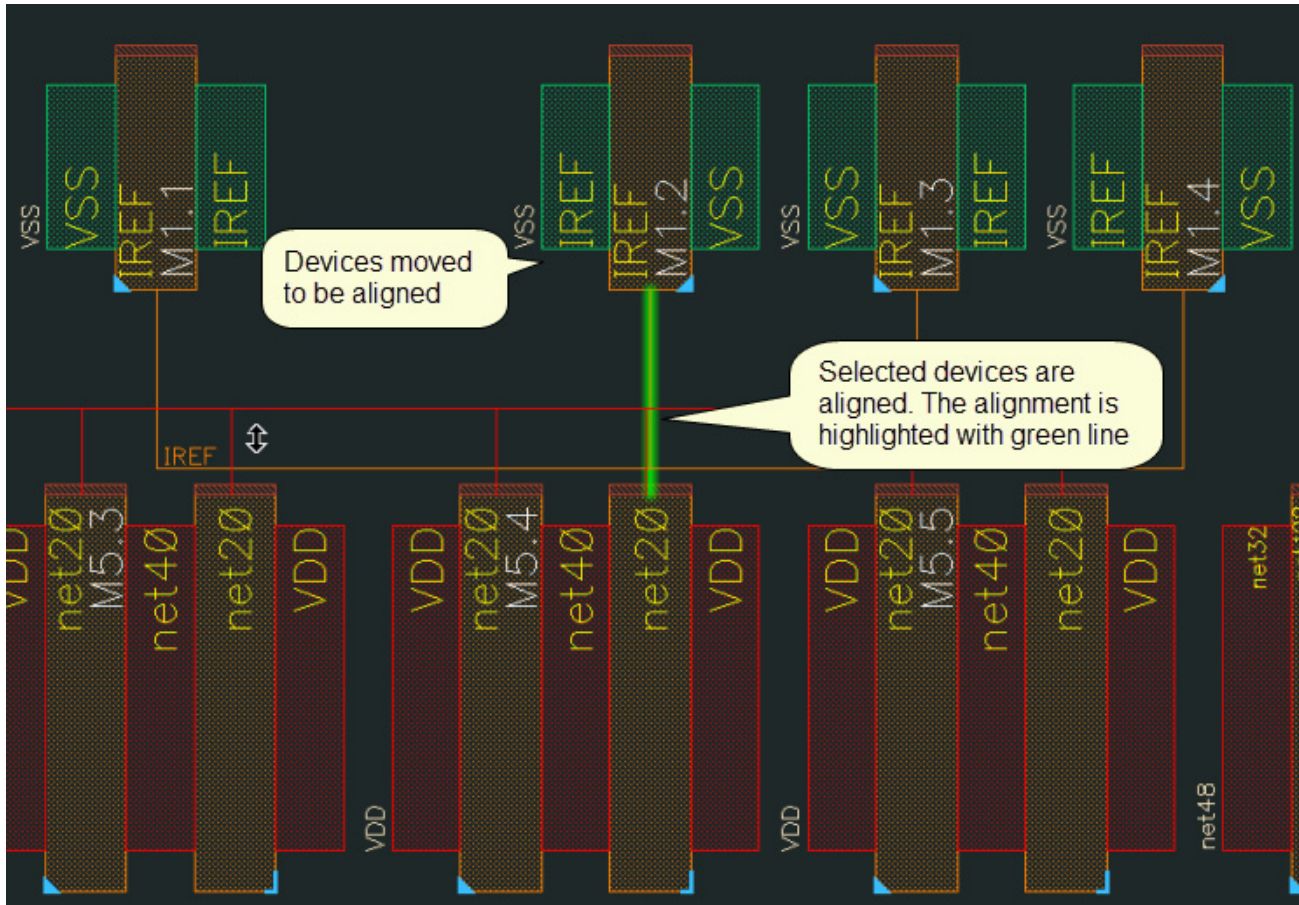 VSS
VSS
IREF
M1.1
IREF
VSS
IREF
IREF
M1.2
VSS
VSS
VSS
IREF
M1.3
IREF
VSS
IREF
IREF
M1.4
VSS
Devices moved
to be aligned
Selected devices are
aligned. The alignment is
highlighted with green line
IREF
VDD
net20
M5.3
net40
net20
VDD
VDD
VDD
net20
M5.4
net40
net20
VDD
VDD
VDD
net20
M5.5
net40
net20
VDD
net48
net32